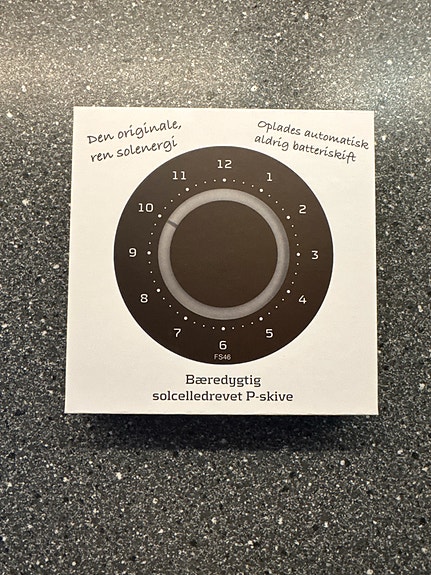 Den originale,
ren solenergi
Oplades automatisk
aldrig batteriskift
12
1
2
3
4
5
6
7
8
9
10
11
FS46
Bæredygtig
solcelledrevet P-skive